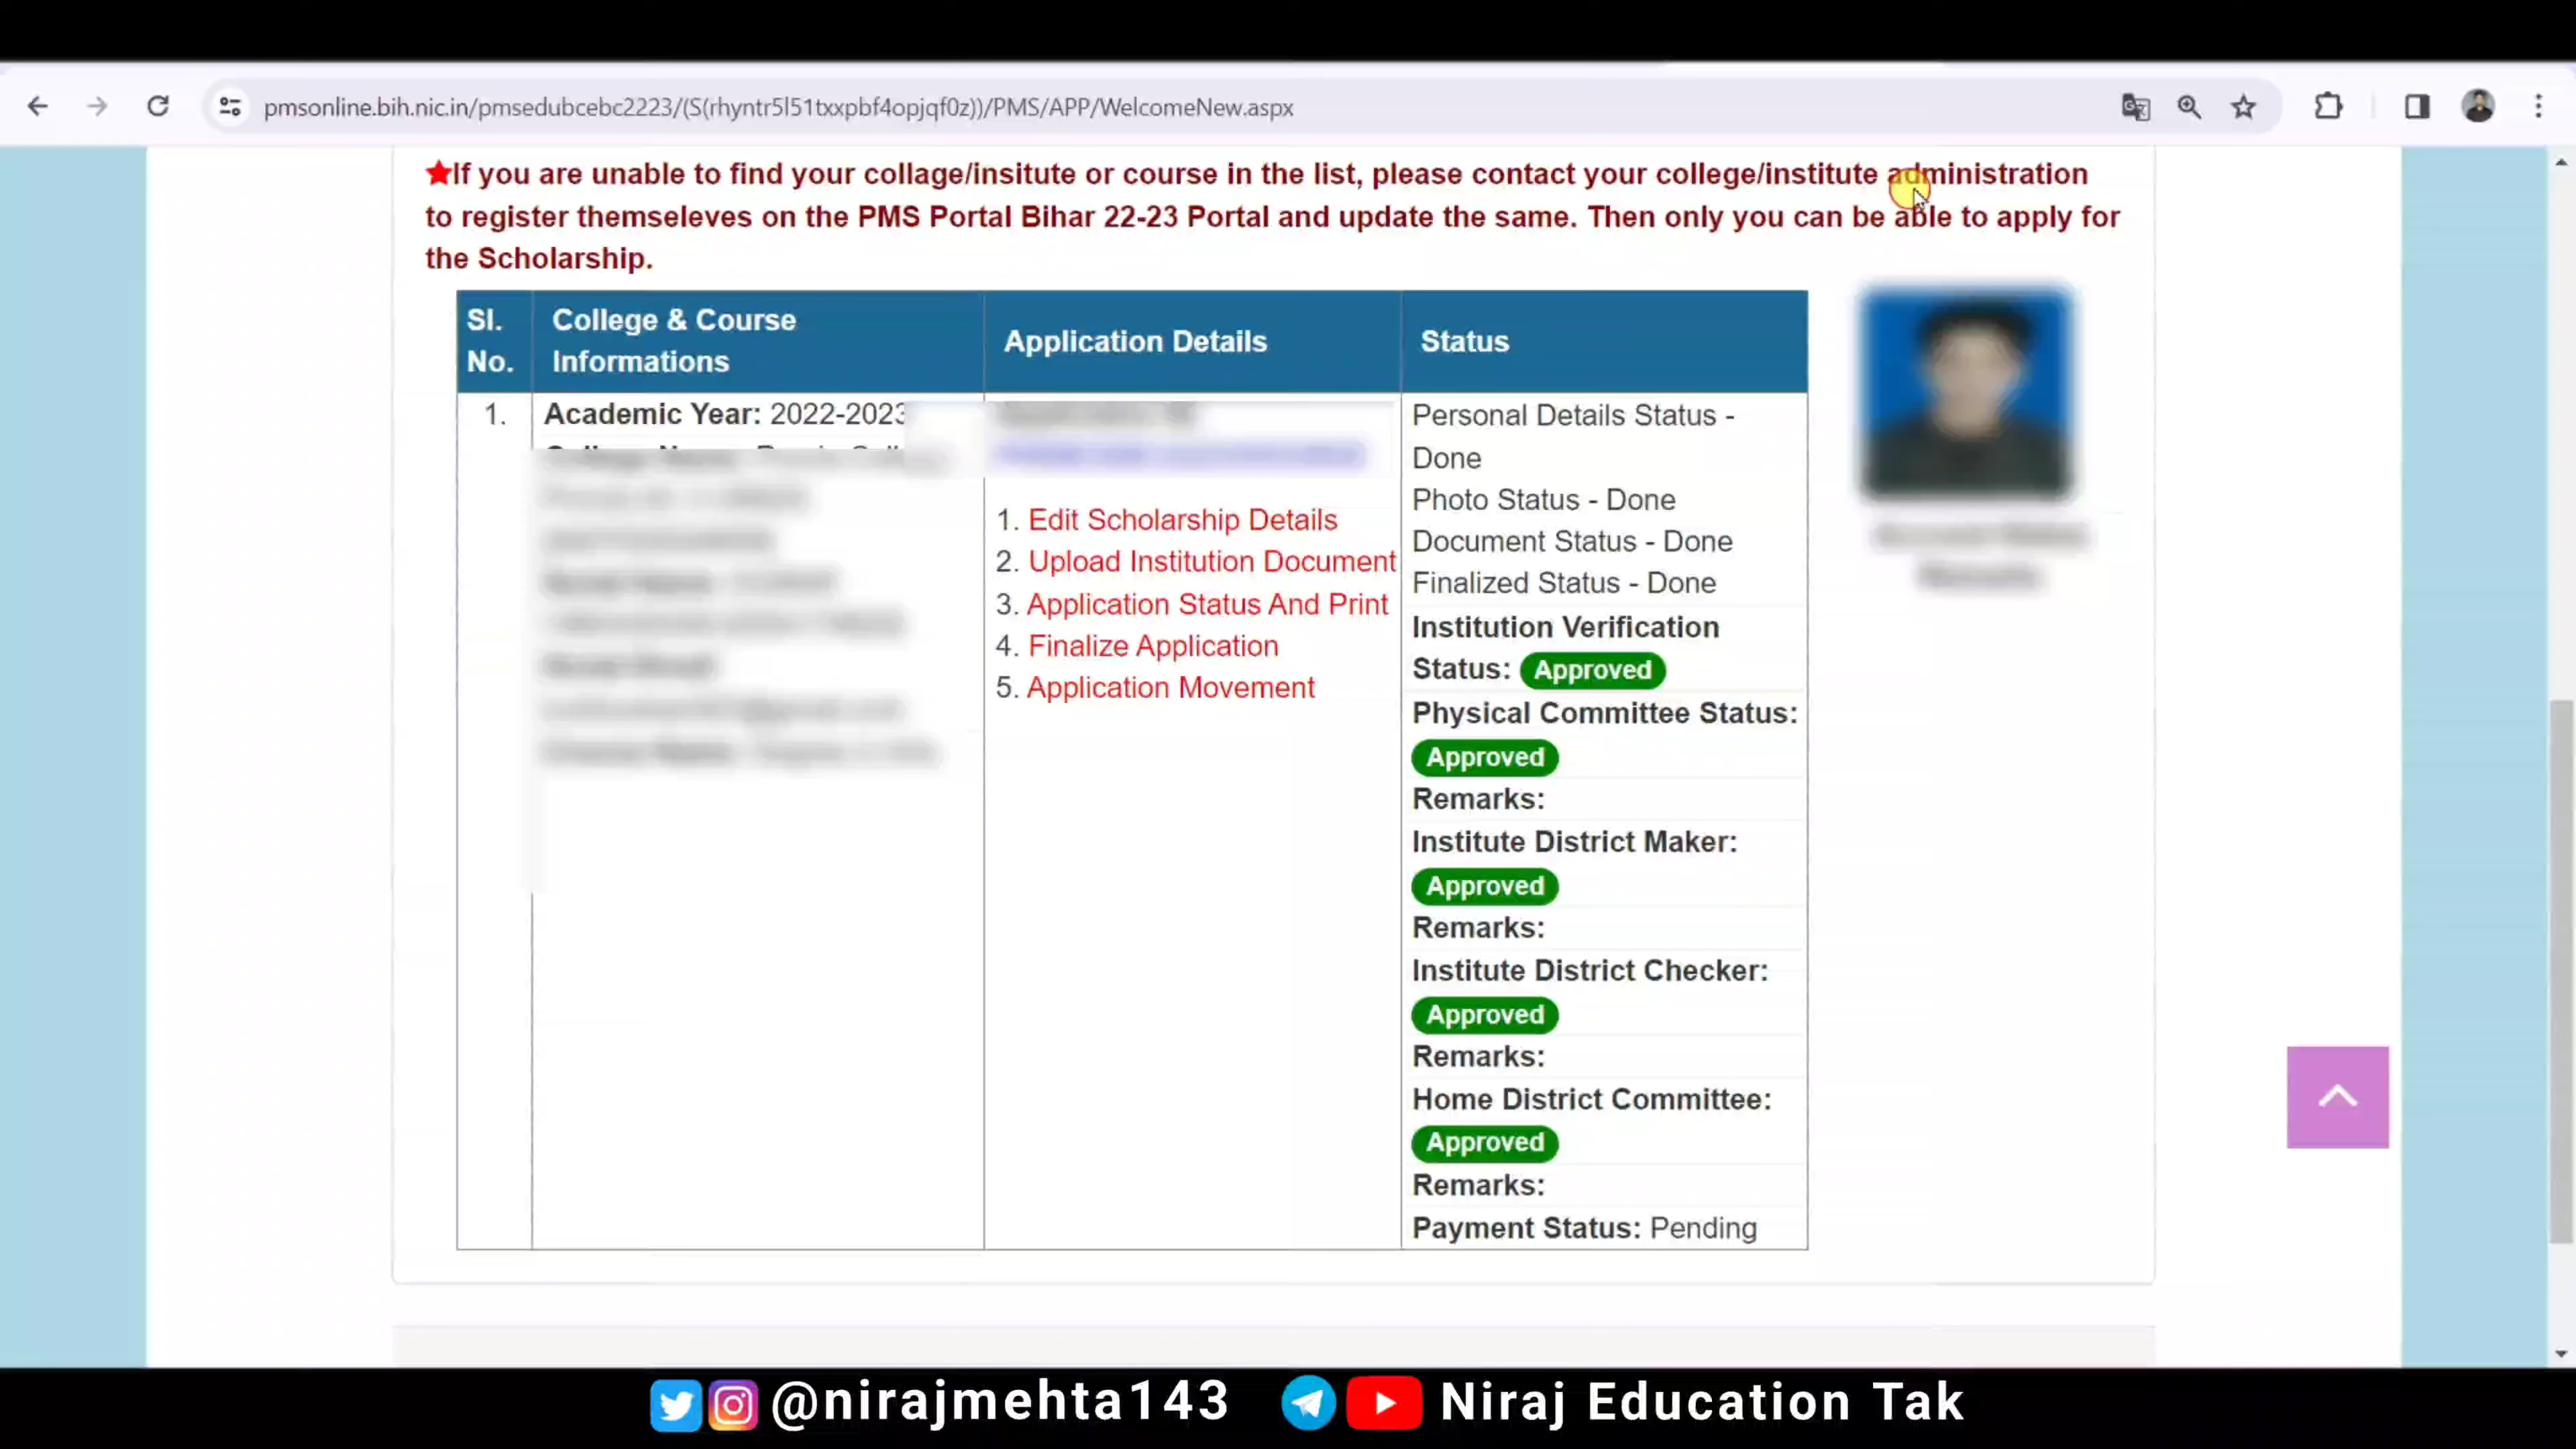 pmsonline.bih.nic.in/pmsedubcebc2223/(S(rhyntr5l51txxpbf4opjqf0z))/PMS/APP/WelcomeNew.aspx
If you are unable to find your collage/insitute or course in the list, please contact your college/institute administration
to register themseleves on the PMS Portal Bihar 22-23 Portal and update the same. Then only you can be able to apply for
the Scholarship.
Sl. No.
College & Course Informations
Application Details
Status
1.
Academic Year: 2022-2023
1. Edit Scholarship Details
2. Upload Institution Document
3. Application Status And Print
4. Finalize Application
5. Application Movement
Personal Details Status -
Done
Photo Status - Done
Document Status - Done
Finalized Status - Done
Institution Verification
Status: Approved
Physical Committee Status:
Approved
Remarks:
Institute District Maker:
Approved
Remarks:
Institute District Checker:
Approved
Remarks:
Home District Committee:
Approved
Remarks:
Payment Status: Pending
@nirajmehta143 Niraj Education Tak